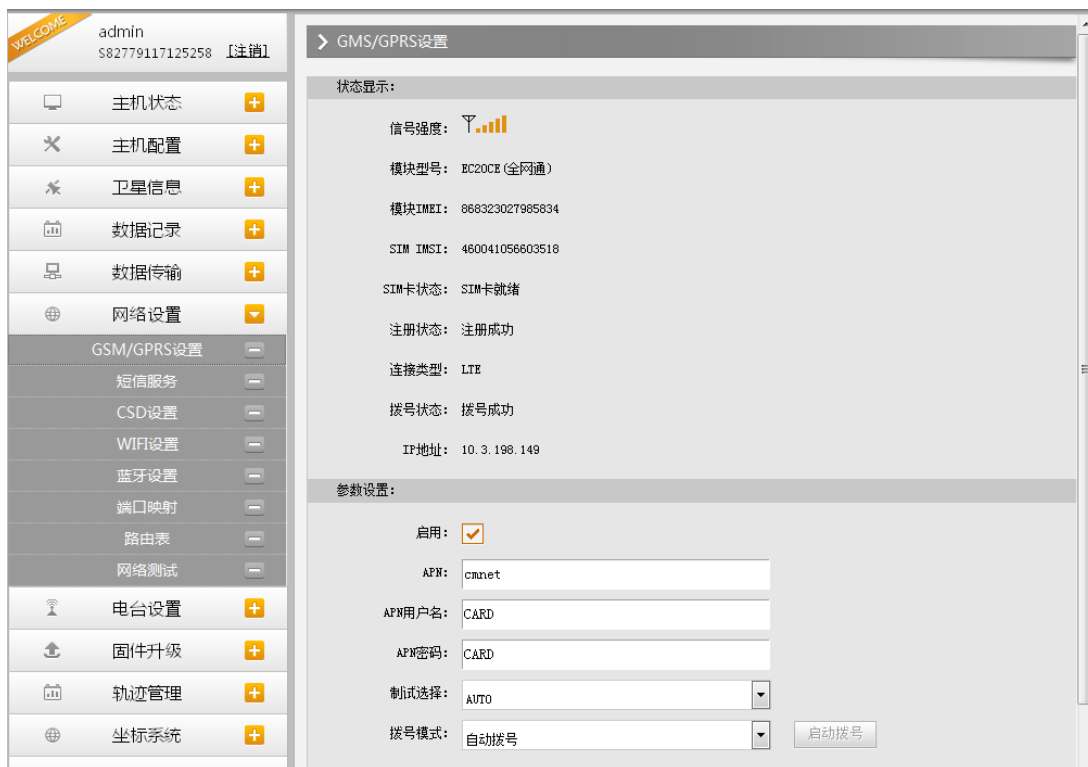 WELCOME
admin
S82779117125258 [注销]
主机状态
主机配置
卫星信息
数据记录
数据传输
网络设置
GSM/GPRS设置
短信服务
CSD设置
WIFI设置
蓝牙设置
端口映射
路由表
网络测试
电台设置
固件升级
轨迹管理
坐标系统
GMS/GPRS设置
状态显示:
信号强度:
模块型号: EC20CE(全网通)
模块IMEI: 868323027985834
SIM IMSI: 460041056603518
SIM卡状态: SIM卡就绪
注册状态: 注册成功
连接类型: LTE
拨号状态: 拨号成功
IP地址: 10.3.198.149
参数设置:
启用:
APN: cmnet
APN用户名: CARD
APN密码: CARD
制式选择: AUTO
拨号模式: 自动拨号 启动拨号